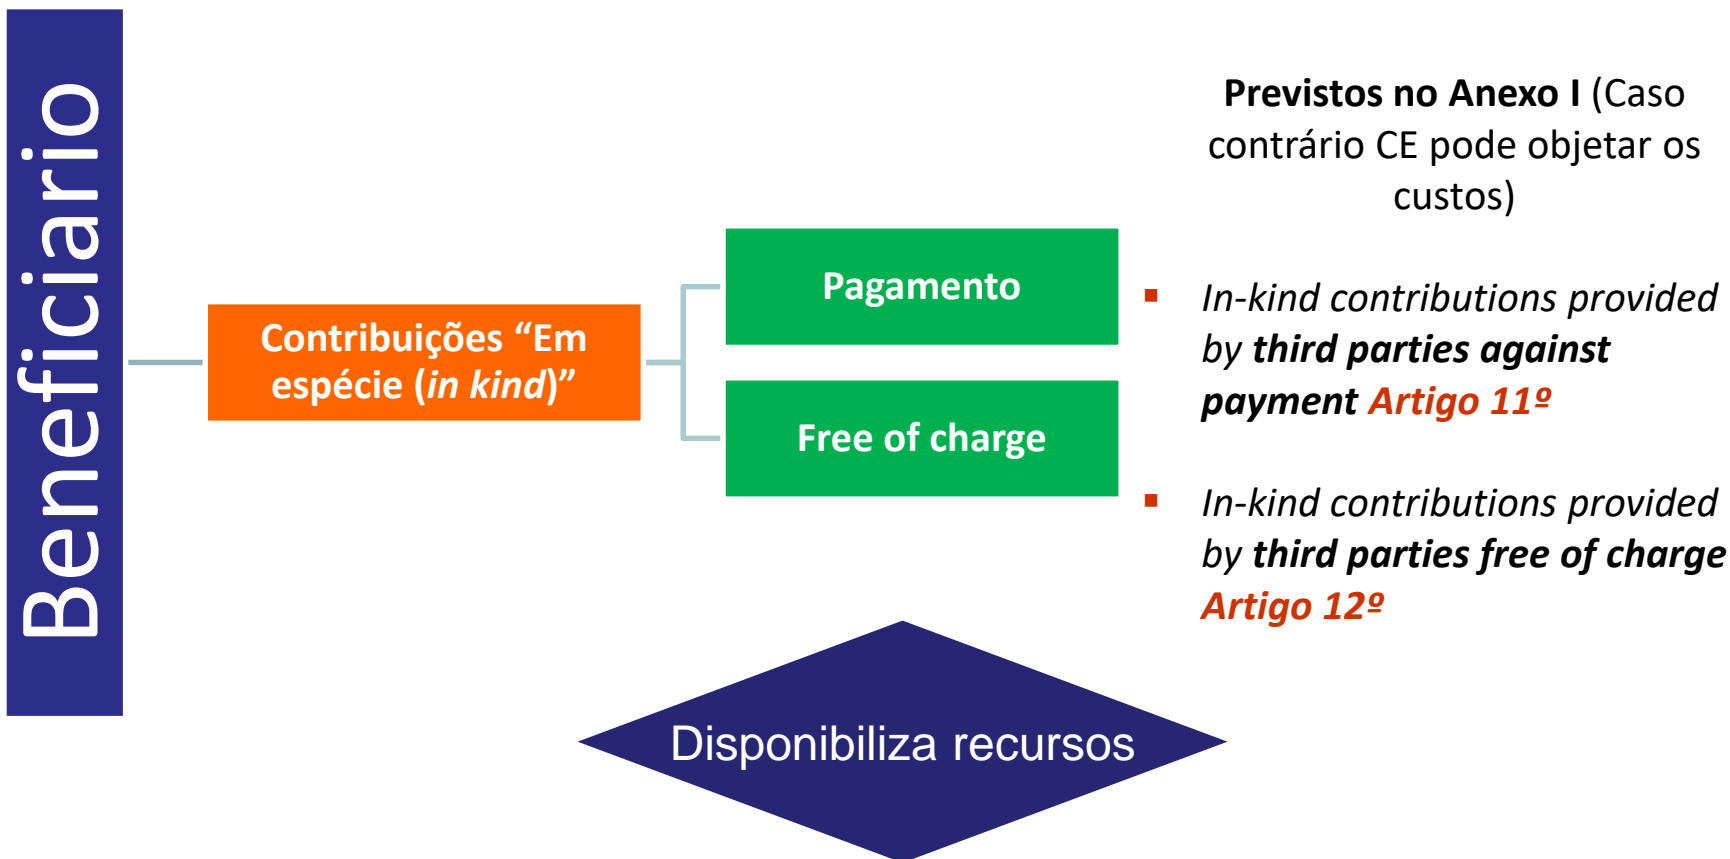 Beneficiario
Contribuições “Em
espécie (in kind)”
Pagamento
Free of charge
Previstos no Anexo I (Caso
contrário CE pode objetar os
custos)
▪ In-kind contributions provided
by third parties against
payment Artigo 11º
▪ In-kind contributions provided
by third parties free of charge
Artigo 12º
Disponibiliza recursos